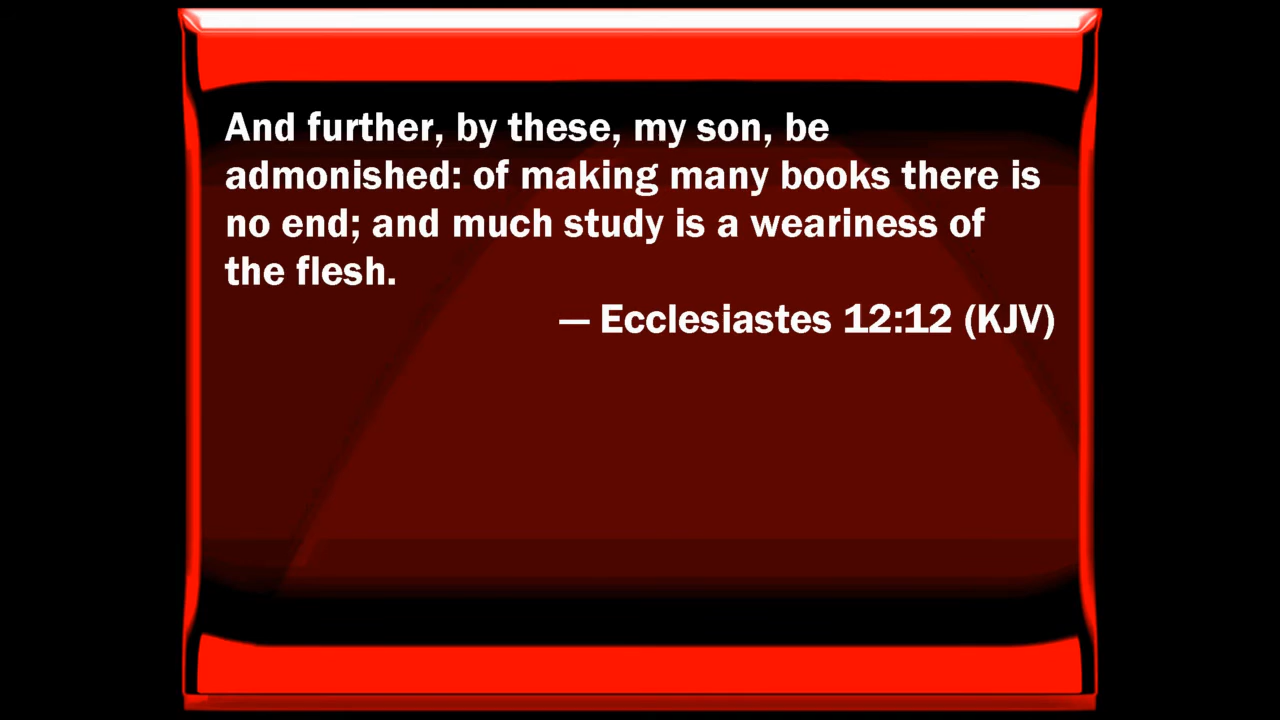 And further, by these, my son, be
admonished: of making many books there is
no end; and much study is a weariness of
the flesh.
— Ecclesiastes 12:12 (KJV)